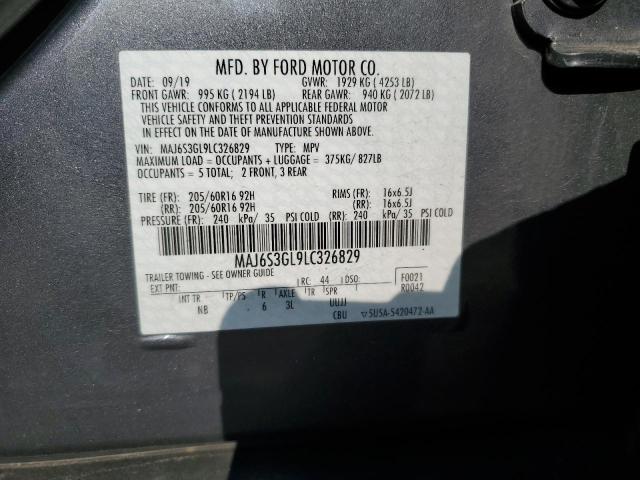 MFD. BY FORD MOTOR CO.
DATE: 09/19 GVWR: 1929 KG ( 4253 LB)
FRONT GAWR: 995 KG ( 2194 LB) REAR GAWR: 940 KG ( 2072 LB)
THIS VEHICLE CONFORMS TO ALL APPLICABLE FEDERAL MOTOR
VEHICLE SAFETY AND THEFT PREVENTION STANDARDS
IN EFFECT ON THE DATE OF MANUFACTURE SHOWN ABOVE.
VIN: MAJ6S3GL9LC326829 TYPE: MPV
MAXIMUM LOAD = OCCUPANTS + LUGGAGE = 375KG/ 827LB
OCCUPANTS = 5 TOTAL; 2 FRONT, 3 REAR
TIRE (FR): 205/60R16 92H RIMS (FR): 16x6.5J
(RR): 205/60R16 92H (RR): 16x6.5J
PRESSURE (FR): 240 kPa/ 35 PSI COLD (RR): 240 kPa/ 35 PSI COLD
MAJ6S3GL9LC326829
TRAILER TOWING - SEE OWNER GUIDE
EXT PNT: RC: 44 DSO: F0021
R0042
INT TR TP/PS R AXLE TR SPR
NB 6 3L UUJJ
CBU ▽5U5A-5420472-AA